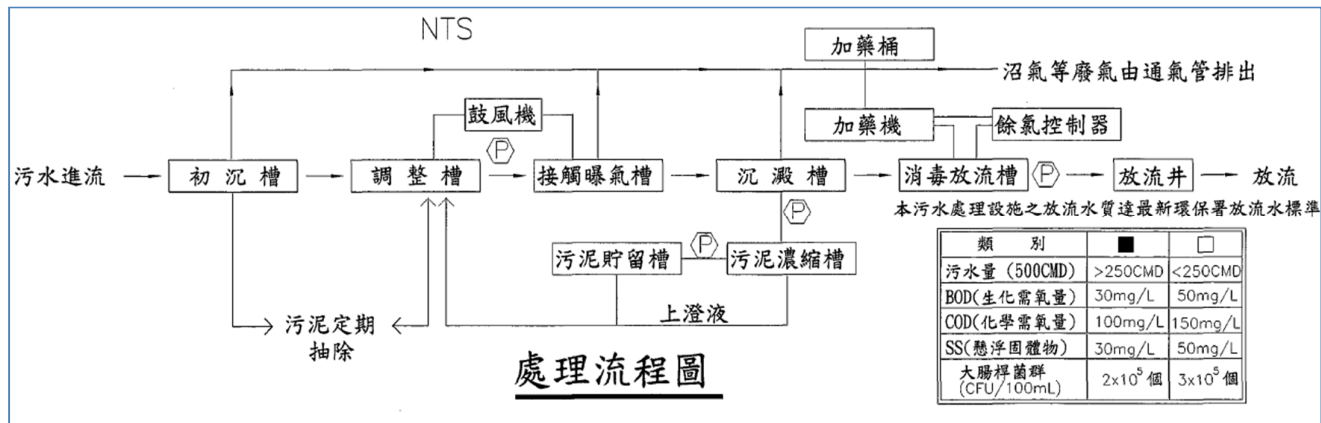 NTS
加藥桶
沼氣等廢氣由通氣管排出
鼓風機
加藥機
餘氯控制器
P
污水進流
初沉槽
調整槽
接觸曝氣槽
沉澱槽
消毒放流槽
P
放流井
放流
本污水處理設施之放流水質達最新環保署放流水標準
P
污泥貯留槽
P
污泥濃缩槽
上澄液
污泥定期
抽除
處理流程圖
類 別 ■ □
污水量 (500CMD) >250CMD <250CMD
BOD(生化需氧量) 30mg/L 50mg/L
COD(化學需氧量) 100mg/L 150mg/L
SS(懸浮固體物) 30mg/L 50mg/L
大腸桿菌群
(CFU/100mL) 2x10⁵個 3x10⁵個